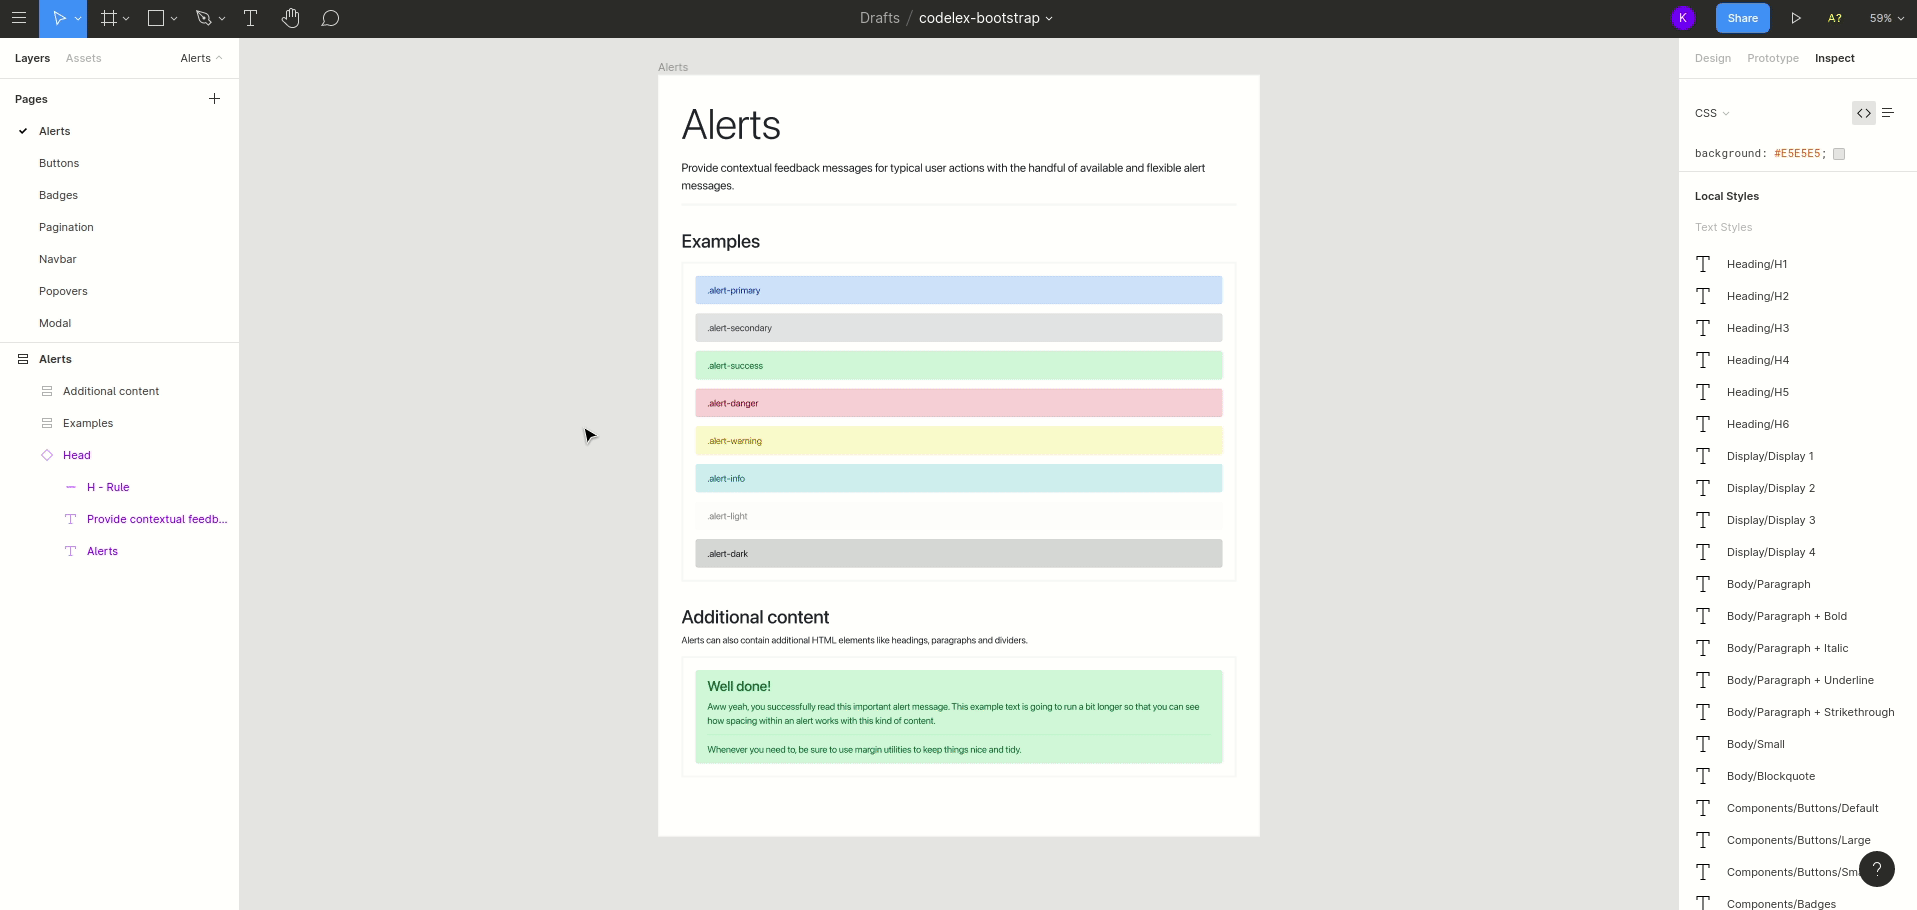 Drafts / codelex-bootstrap
K
Share
A?
59%
Layers
Assets
Alerts
Pages
Alerts
Buttons
Badges
Pagination
Navbar
Popovers
Modal
Alerts
Additional content
Examples
Head
H - Rule
Provide contextual feedb...
Alerts
Alerts
Alerts
Provide contextual feedback messages for typical user actions with the handful of available and flexible alert
messages.
Examples
.alert-primary
.alert-secondary
.alert-success
.alert-danger
.alert-warning
.alert-info
.alert-light
.alert-dark
Additional content
Alerts can also contain additional HTML elements like headings, paragraphs and dividers.
Well done!
Aww yeah, you successfully read this important alert message. This example text is going to run a bit longer so that you can see
how spacing within an alert works with this kind of content.
Whenever you need to, be sure to use margin utilities to keep things nice and tidy.
Design
Prototype
Inspect
CSS
background: #E5E5E5;
Local Styles
Text Styles
Heading/H1
Heading/H2
Heading/H3
Heading/H4
Heading/H5
Heading/H6
Display/Display 1
Display/Display 2
Display/Display 3
Display/Display 4
Body/Paragraph
Body/Paragraph + Bold
Body/Paragraph + Italic
Body/Paragraph + Underline
Body/Paragraph + Strikethrough
Body/Small
Body/Blockquote
Components/Buttons/Default
Components/Buttons/Large
Components/Buttons/Sm
Components/Badges
?